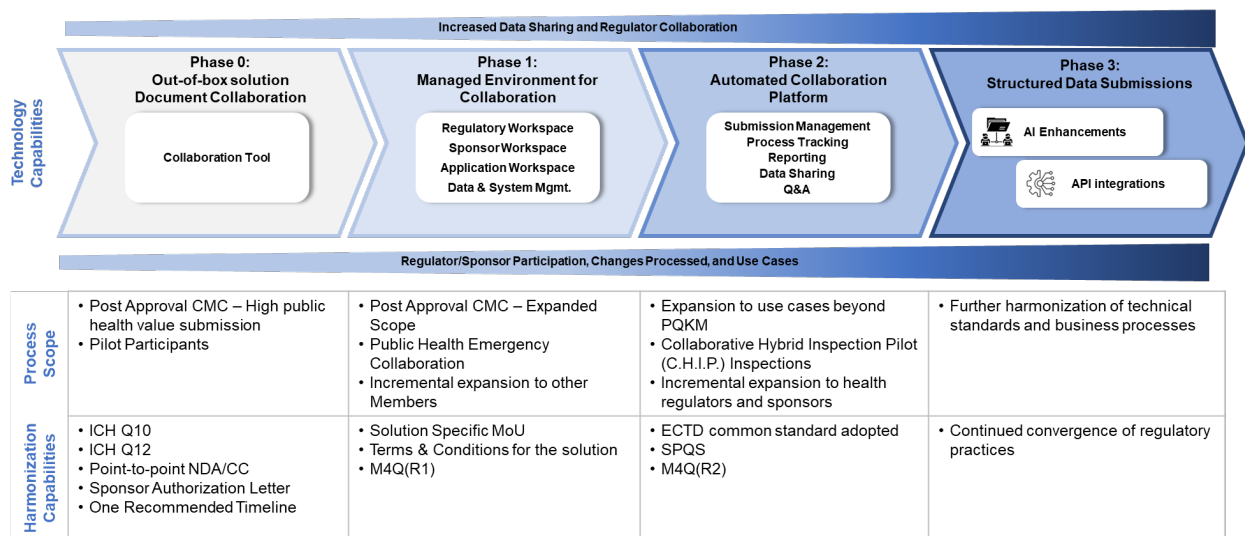 Increased Data Sharing and Regulator Collaboration
Technology
Capabilities
Phase 0:
Out-of-box solution
Document Collaboration
Collaboration Tool
Phase 1:
Managed Environment for
Collaboration
Regulatory Workspace
Sponsor Workspace
Application Workspace
Data & System Mgmt.
Phase 2:
Automated Collaboration
Platform
Submission Management
Process Tracking
Reporting
Data Sharing
Q&A
Phase 3:
Structured Data Submissions
AI Enhancements
API integrations
Regulator/Sponsor Participation, Changes Processed, and Use Cases
Process
Scope
• Post Approval CMC – High public
health value submission
• Pilot Participants
• Post Approval CMC – Expanded
Scope
• Public Health Emergency
Collaboration
• Incremental expansion to other
Members
• Expansion to use cases beyond
PQKM
• Collaborative Hybrid Inspection Pilot
(C.H.I.P.) Inspections
• Incremental expansion to health
regulators and sponsors
• Further harmonization of technical
standards and business processes
Harmonization
Capabilities
• ICH Q10
• ICH Q12
• Point-to-point NDA/CC
• Sponsor Authorization Letter
• One Recommended Timeline
• Solution Specific MoU
• Terms & Conditions for the solution
• M4Q(R1)
• ECTD common standard adopted
• SPQS
• M4Q(R2)
• Continued convergence of regulatory
practices